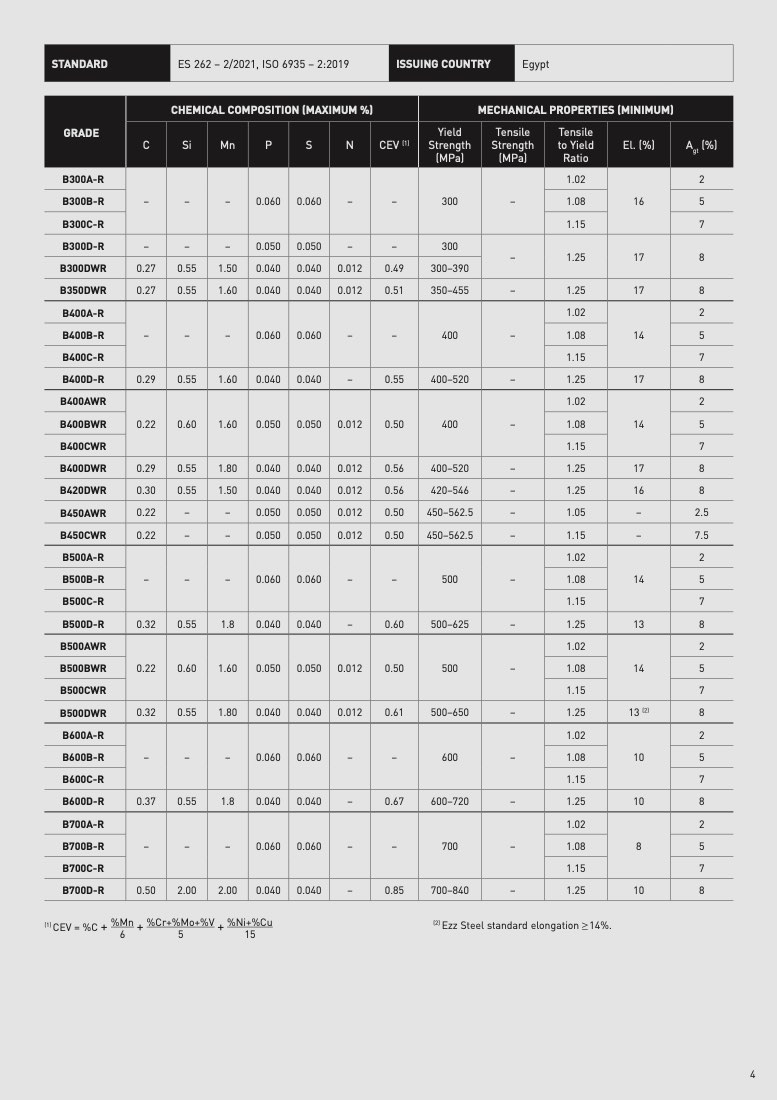 STANDARD ES 262 – 2/2021, ISO 6935 – 2:2019 ISSUING COUNTRY Egypt
GRADE CHEMICAL COMPOSITION (MAXIMUM %) MECHANICAL PROPERTIES (MINIMUM)
C Si Mn P S N CEV (1) Yield Strength (MPa) Tensile Strength (MPa) Tensile to Yield Ratio El. (%) Agt (%)
B300A-R 1.02 2
B300B-R – – – 0.060 0.060 – – 300 – 1.08 16 5
B300C-R 1.15 7
B300D-R – – – 0.050 0.050 – – 300 – 1.25 17 8
B300DWR 0.27 0.55 1.50 0.040 0.040 0.012 0.49 300–390
B350DWR 0.27 0.55 1.60 0.040 0.040 0.012 0.51 350–455 – 1.25 17 8
B400A-R 1.02 2
B400B-R – – – 0.060 0.060 – – 400 – 1.08 14 5
B400C-R 1.15 7
B400D-R 0.29 0.55 1.60 0.040 0.040 – 0.55 400–520 – 1.25 17 8
B400AWR 1.02 2
B400BWR 0.22 0.60 1.60 0.050 0.050 0.012 0.50 400 – 1.08 14 5
B400CWR 1.15 7
B400DWR 0.29 0.55 1.80 0.040 0.040 0.012 0.56 400–520 – 1.25 17 8
B420DWR 0.30 0.55 1.50 0.040 0.040 0.012 0.56 420–546 – 1.25 16 8
B450AWR 0.22 – – 0.050 0.050 0.012 0.50 450–562.5 – 1.05 – 2.5
B450CWR 0.22 – – 0.050 0.050 0.012 0.50 450–562.5 – 1.15 – 7.5
B500A-R 1.02 2
B500B-R – – – 0.060 0.060 – – 500 – 1.08 14 5
B500C-R 1.15 7
B500D-R 0.32 0.55 1.8 0.040 0.040 – 0.60 500–625 – 1.25 13 8
B500AWR 1.02 2
B500BWR 0.22 0.60 1.60 0.050 0.050 0.012 0.50 500 – 1.08 14 5
B500CWR 1.15 7
B500DWR 0.32 0.55 1.80 0.040 0.040 0.012 0.61 500–650 – 1.25 13 (2) 8
B600A-R 1.02 2
B600B-R – – – 0.060 0.060 – – 600 – 1.08 10 5
B600C-R 1.15 7
B600D-R 0.37 0.55 1.8 0.040 0.040 – 0.67 600–720 – 1.25 10 8
B700A-R 1.02 2
B700B-R – – – 0.060 0.060 – – 700 – 1.08 8 5
B700C-R 1.15 7
B700D-R 0.50 2.00 2.00 0.040 0.040 – 0.85 700–840 – 1.25 10 8
(1) CEV = %C + %Mn/6 + %Cr+%Mo+%V/5 + %Ni+%Cu/15
(2) Ezz Steel standard elongation ≥ 14%.
4